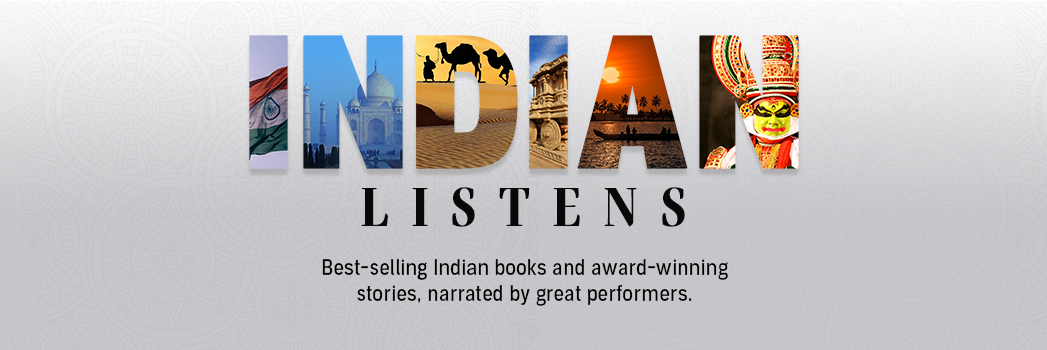 INDIAN
LISTENS
Best-selling Indian books and award-winning
stories, narrated by great performers.